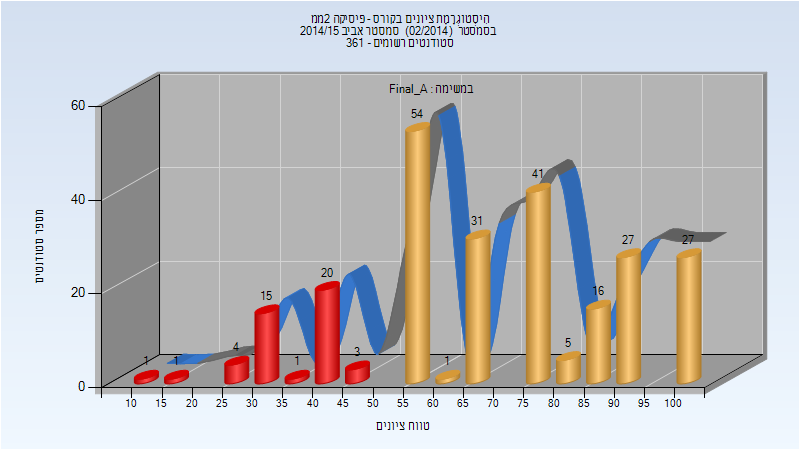 היסטוגרמת ציונים בקורס - פיסיקה 2ממ
בסמסטר (02/2014) סמסטר אביב 2014/15
סטודנטים רשומים - 361
במשימה : Final_A
60
40
20
0
מספר סטודנטים
1
1
4
15
1
20
3
54
1
31
41
5
16
27
27
10 15 20 25 30 35 40 45 50 55 60 65 70 75 80 85 90 95 100
טווח ציונים